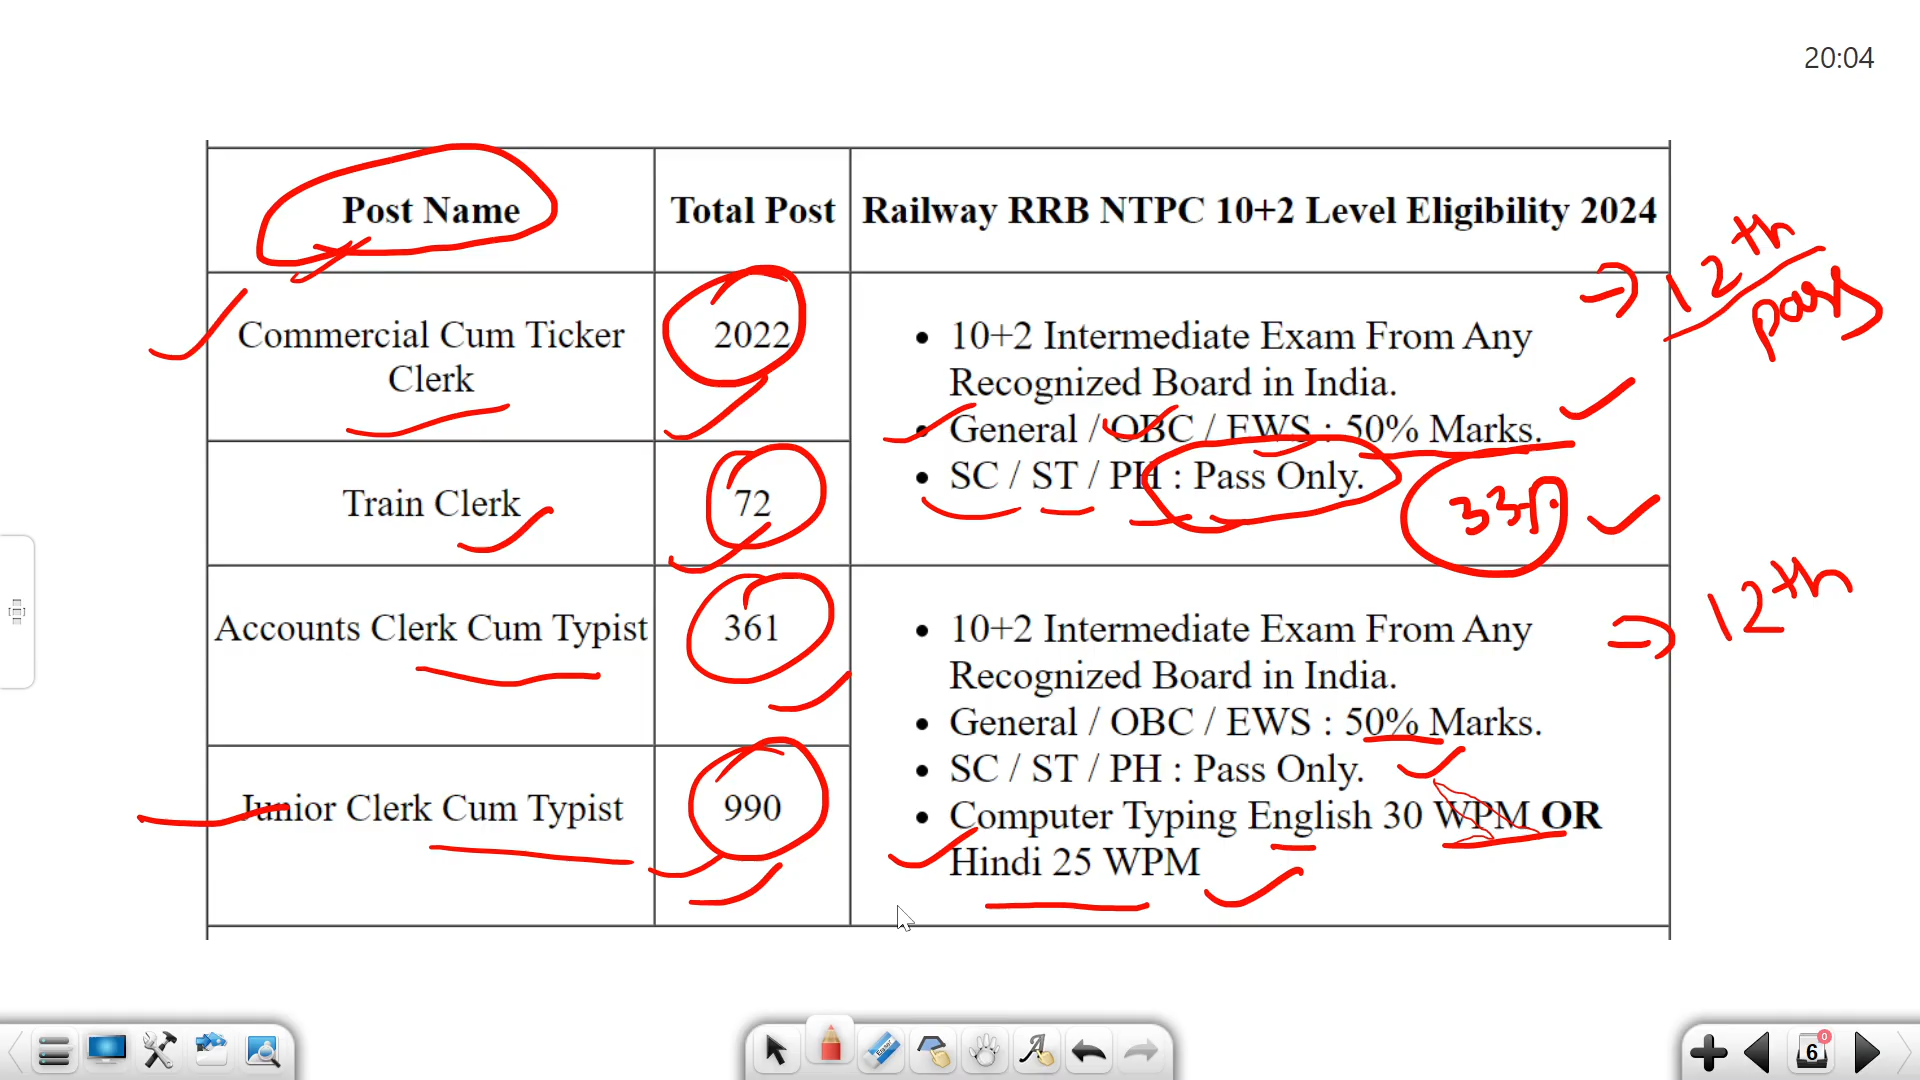 20:04
Post Name
Total Post
Railway RRB NTPC 10+2 Level Eligibility 2024
12th
pass
Commercial Cum Ticker
Clerk
2022
10+2 Intermediate Exam From Any
Recognized Board in India.
General / OBC / EWS : 50% Marks.
SC / ST / PH : Pass Only.
33%
Train Clerk
72
Accounts Clerk Cum Typist
361
10+2 Intermediate Exam From Any
Recognized Board in India.
General / OBC / EWS : 50% Marks.
SC / ST / PH : Pass Only.
Computer Typing English 30 WPM OR
Hindi 25 WPM
12th
Junior Clerk Cum Typist
990
Eraser
A
6
0